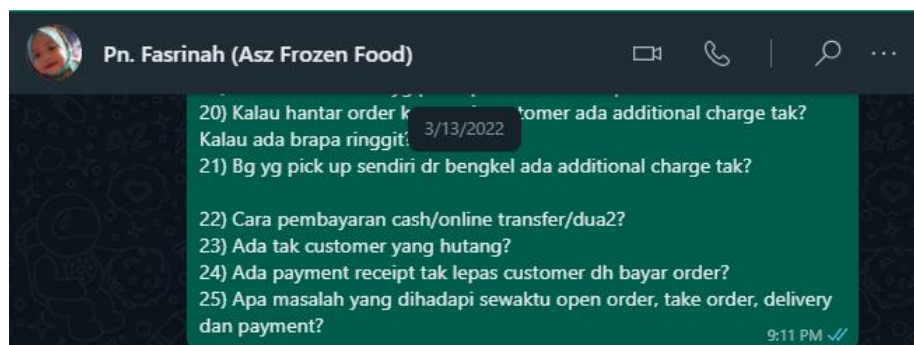 Pn. Fasrinah (Asz Frozen Food)
20) Kalau hantar order k tomer ada additional charge tak?
Kalau ada brapa ringgit?
3/13/2022
21) Bg yg pick up sendiri dr bengkel ada additional charge tak?
22) Cara pembayaran cash/online transfer/dua2?
23) Ada tak customer yang hutang?
24) Ada payment receipt tak lepas customer dh bayar order?
25) Apa masalah yang dihadapi sewaktu open order, take order, delivery
dan payment?
9:11 PM